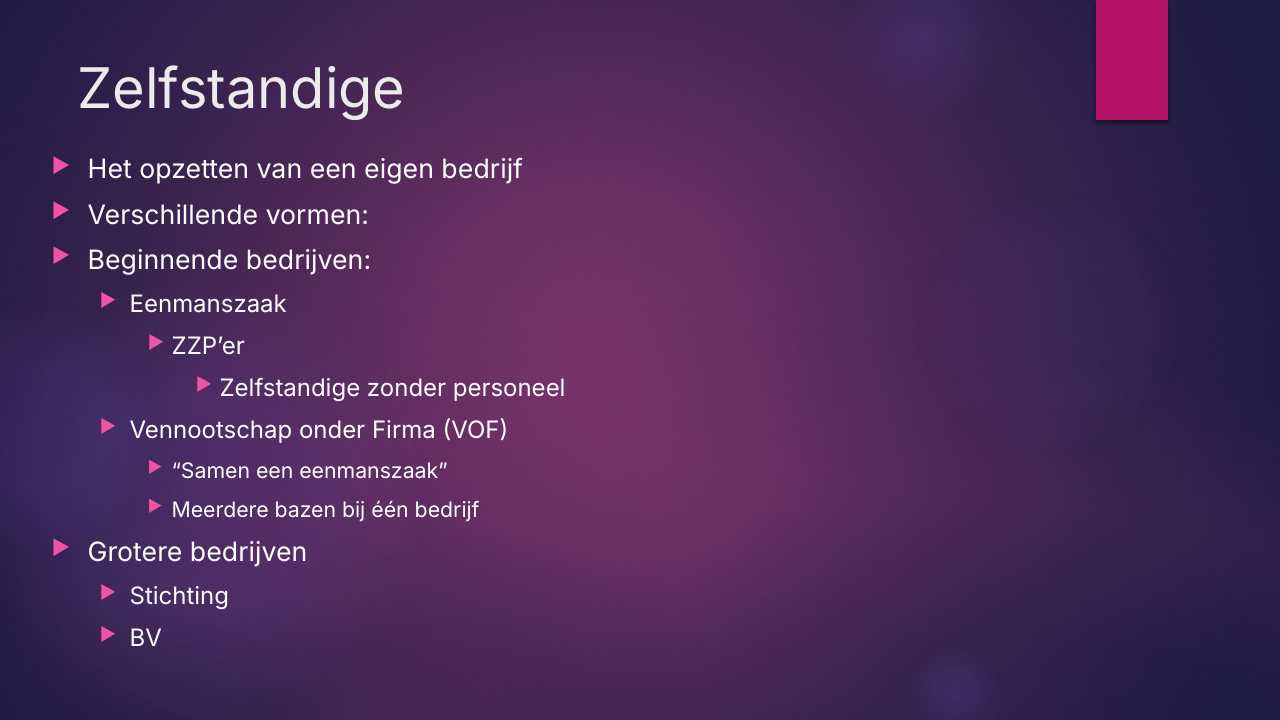 Zelfstandige
Het opzetten van een eigen bedrijf
Verschillende vormen:
Beginnende bedrijven:
Eenmanszaak
ZZP’er
Zelfstandige zonder personeel
Vennootschap onder Firma (VOF)
“Samen een eenmanszaak”
Meerdere bazen bij één bedrijf
Grotere bedrijven
Stichting
BV